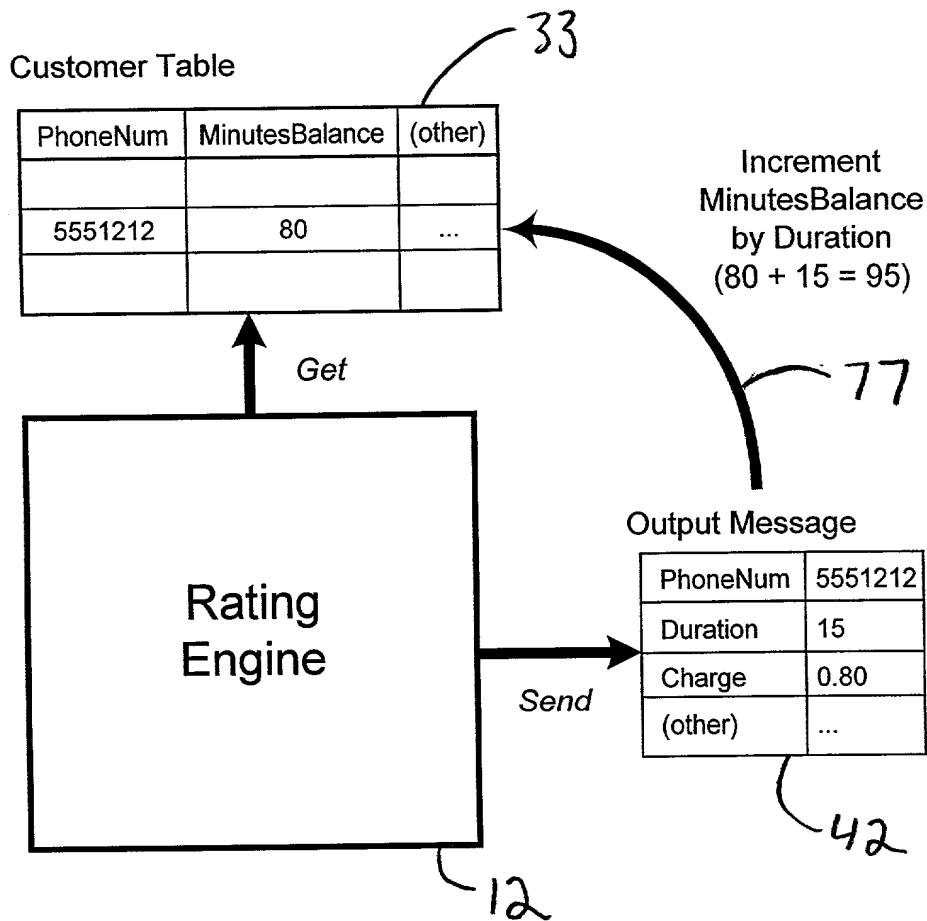 33
Customer Table
PhoneNum MinutesBalance (other)
5551212 80 ...
Increment
MinutesBalance
by Duration
(80 + 15 = 95)
Get
77
Output Message
PhoneNum 5551212
Duration 15
Charge 0.80
(other) ...
Rating
Engine
Send
42
12